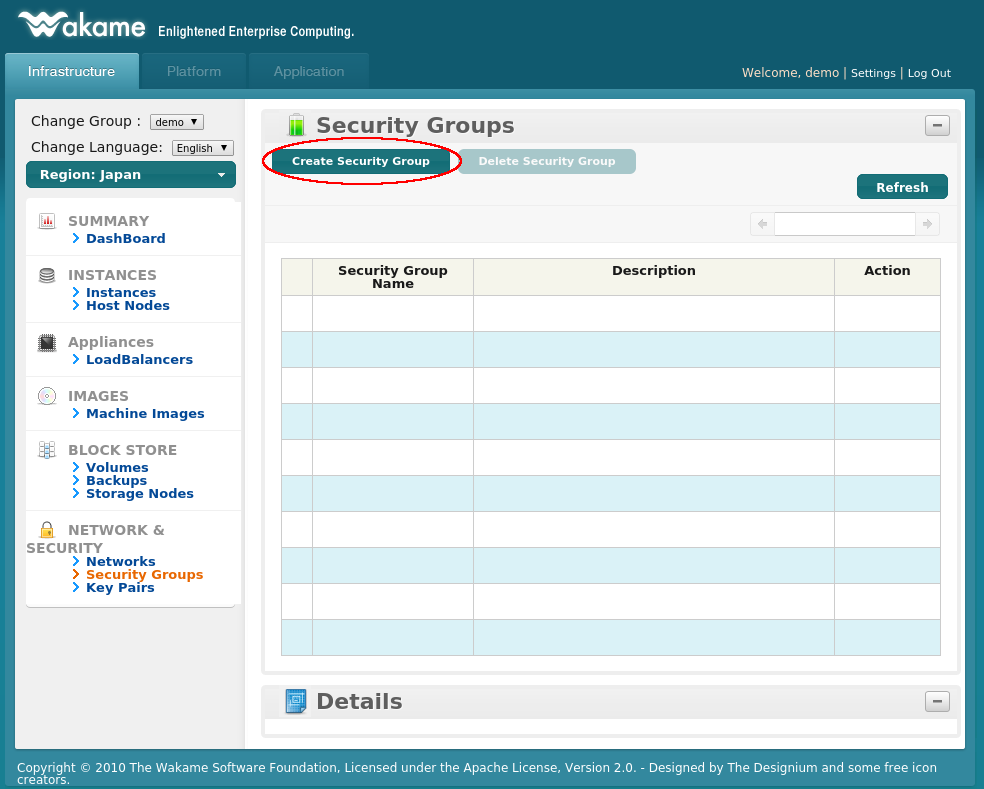 Wakame Enlightened Enterprise Computing.
Infrastructure Platform Application
Welcome, demo | Settings | Log Out
Change Group : demo ▼
Change Language: English ▼
Region: Japan
SUMMARY
DashBoard
INSTANCES
Instances
Host Nodes
Appliances
LoadBalancers
IMAGES
Machine Images
BLOCK STORE
Volumes
Backups
Storage Nodes
NETWORK &
SECURITY
Networks
Security Groups
Key Pairs
Security Groups
Create Security Group Delete Security Group
Refresh
Security Group
Name
Description
Action
Details
Copyright © 2010 The Wakame Software Foundation, Licensed under the Apache License, Version 2.0. - Designed by The Designium and some free icon
creators.